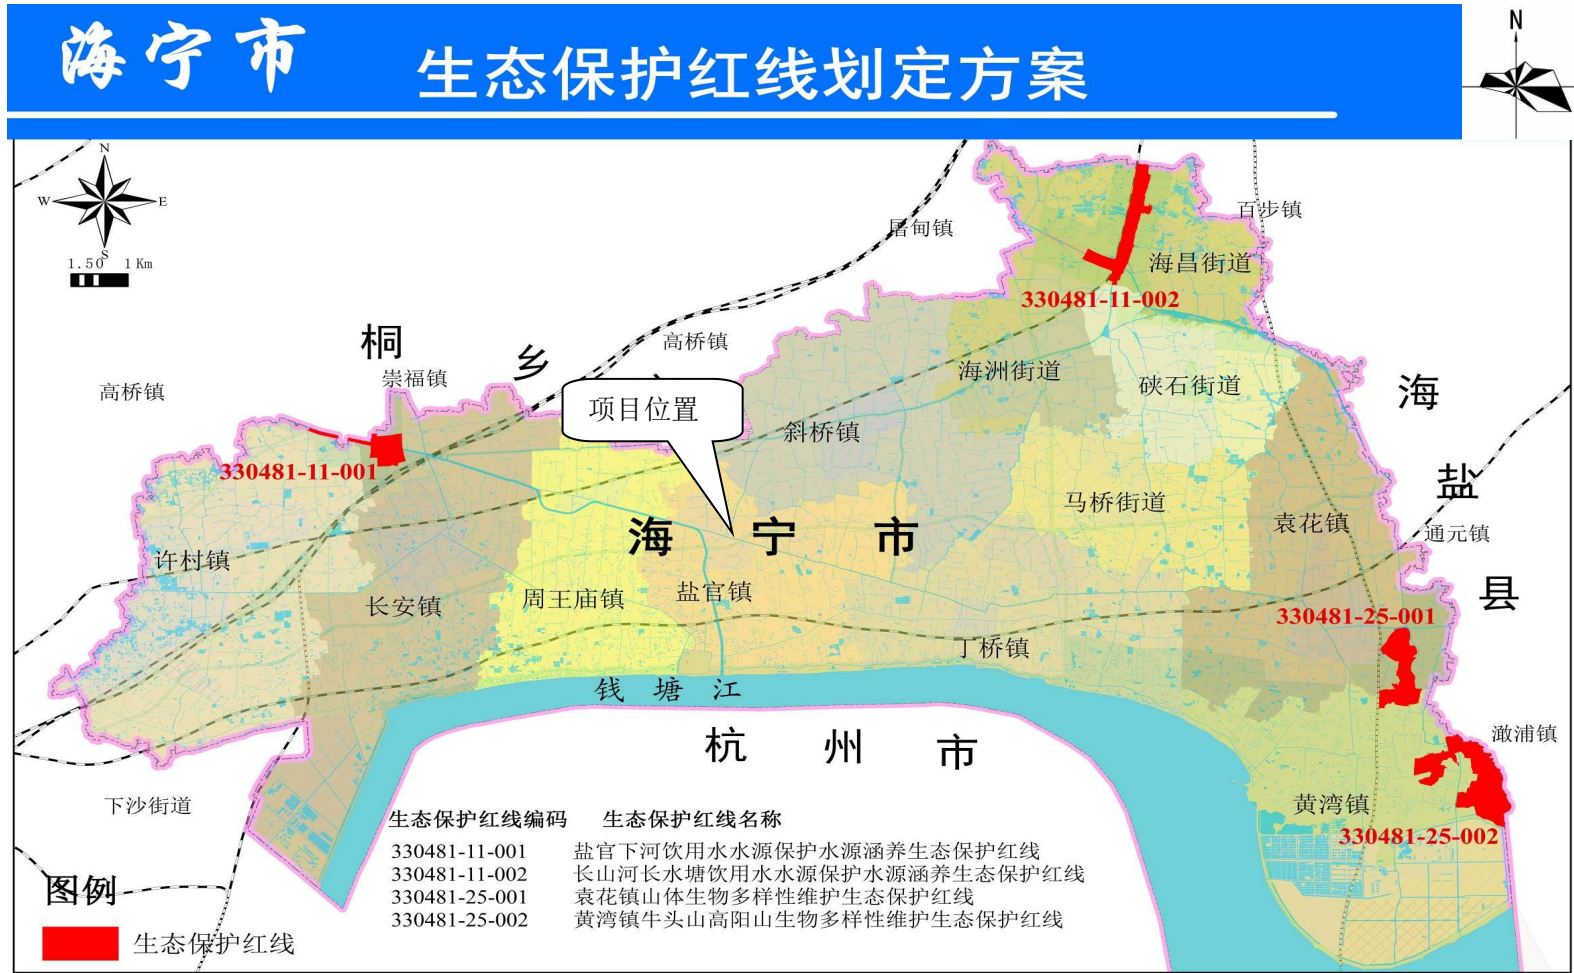 海宁市 生态保护红线划定方案
N
N
W E
S
1.50 1 Km
屠甸镇
百步镇
海昌街道
330481-11-002
桐 乡
高桥镇
崇福镇
高桥镇
海洲街道
硖石街道
海 盐 县
项目位置
斜桥镇
330481-11-001
马桥街道
袁花镇
通元镇
海 宁 市
许村镇
长安镇
周王庙镇
盐官镇
330481-25-001
丁桥镇
钱 塘 江
杭 州 市
澉浦镇
下沙街道
黄湾镇
330481-25-002
生态保护红线编码 生态保护红线名称
330481-11-001 盐官下河饮用水水源保护水源涵养生态保护红线
330481-11-002 长山河长水塘饮用水水源保护水源涵养生态保护红线
330481-25-001 袁花镇山体生物多样性维护生态保护红线
330481-25-002 黄湾镇牛头山高阳山生物多样性维护生态保护红线
图例
生态保护红线